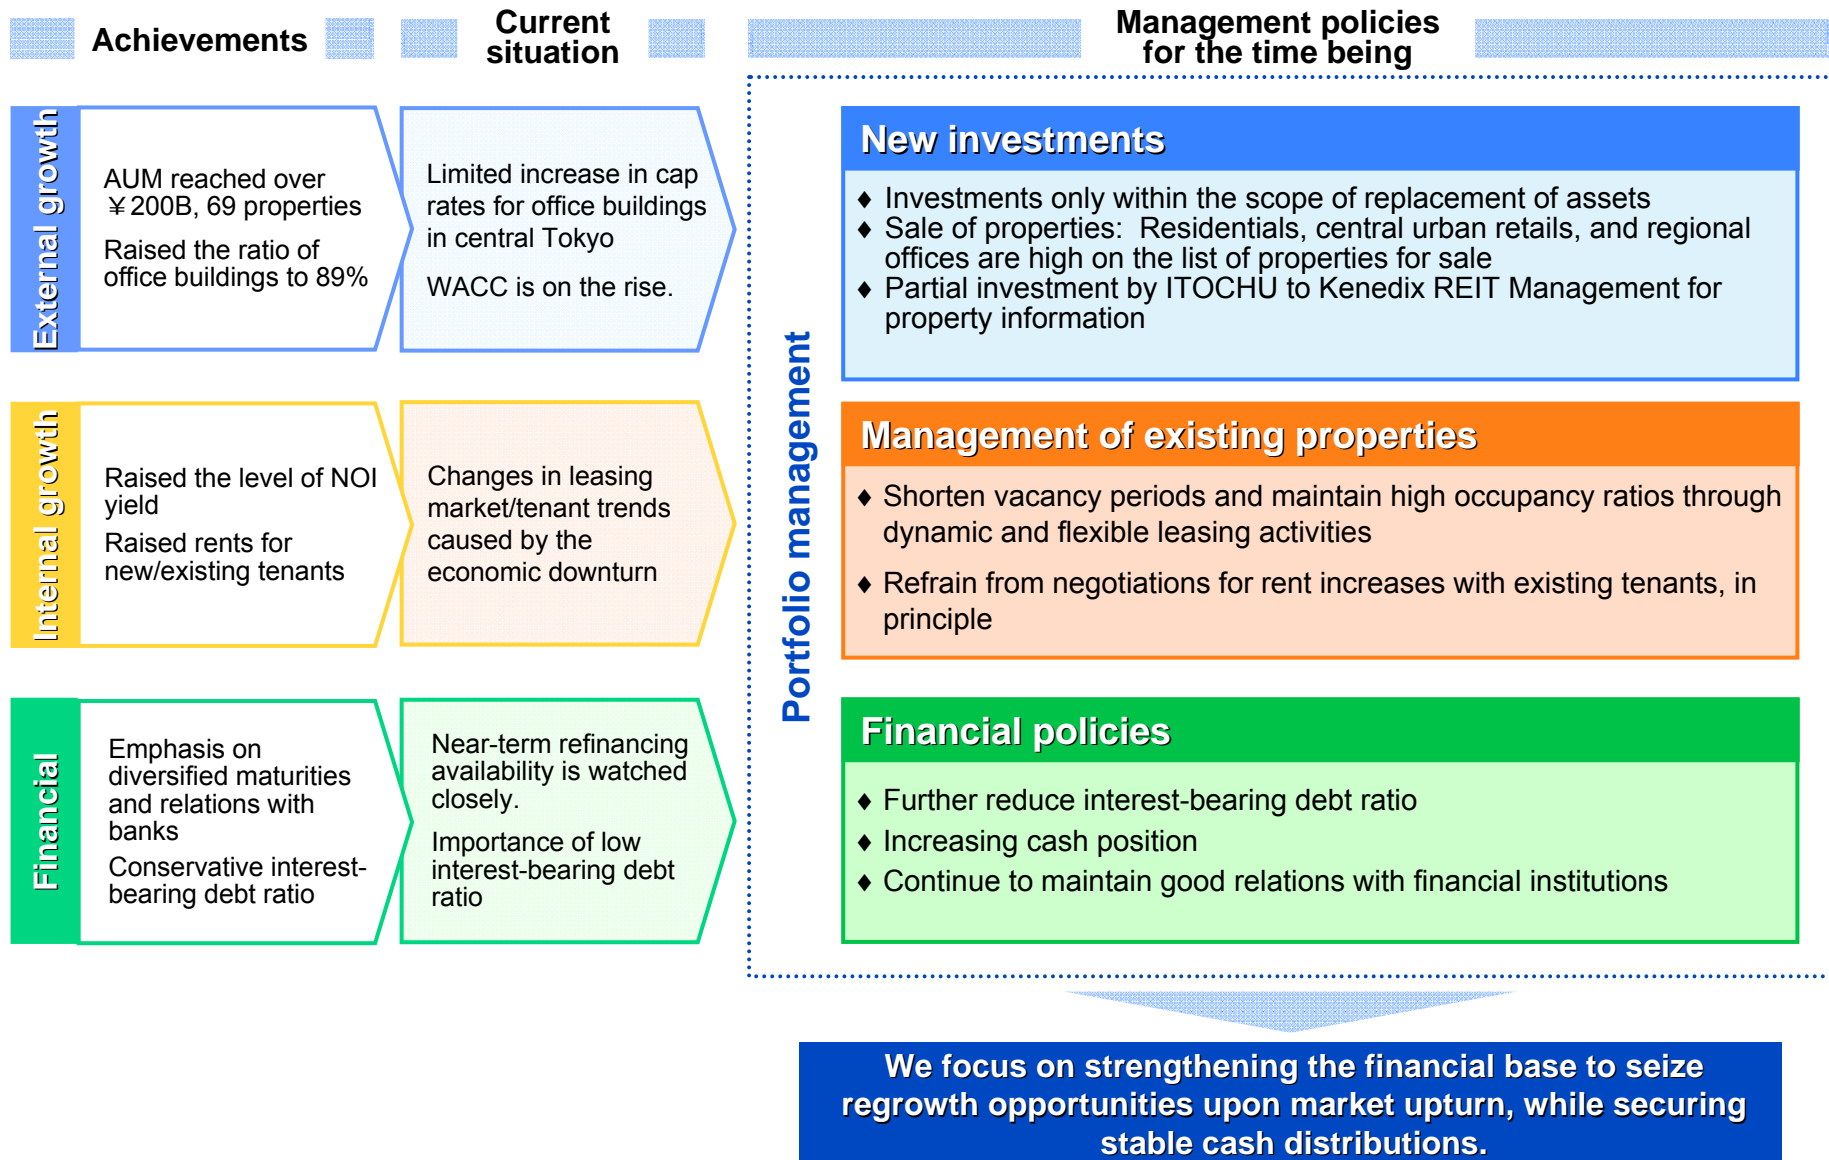 Achievements
Current
situation
Management policies
for the time being
External growth
AUM reached over
¥200B, 69 properties
Raised the ratio of
office buildings to 89%
Limited increase in cap
rates for office buildings
in central Tokyo
WACC is on the rise.
Portfolio management
New investments
♦ Investments only within the scope of replacement of assets
♦ Sale of properties: Residentials, central urban retails, and regional
offices are high on the list of properties for sale
♦ Partial investment by ITOCHU to Kenedix REIT Management for
property information
Internal growth
Raised the level of NOI
yield
Raised rents for
new/existing tenants
Changes in leasing
market/tenant trends
caused by the
economic downturn
Management of existing properties
♦ Shorten vacancy periods and maintain high occupancy ratios through
dynamic and flexible leasing activities
♦ Refrain from negotiations for rent increases with existing tenants, in
principle
Financial
Emphasis on
diversified maturities
and relations with
banks
Conservative interest-
bearing debt ratio
Near-term refinancing
availability is watched
closely.
Importance of low
interest-bearing debt
ratio
Financial policies
♦ Further reduce interest-bearing debt ratio
♦ Increasing cash position
♦ Continue to maintain good relations with financial institutions
We focus on strengthening the financial base to seize
regrowth opportunities upon market upturn, while securing
stable cash distributions.